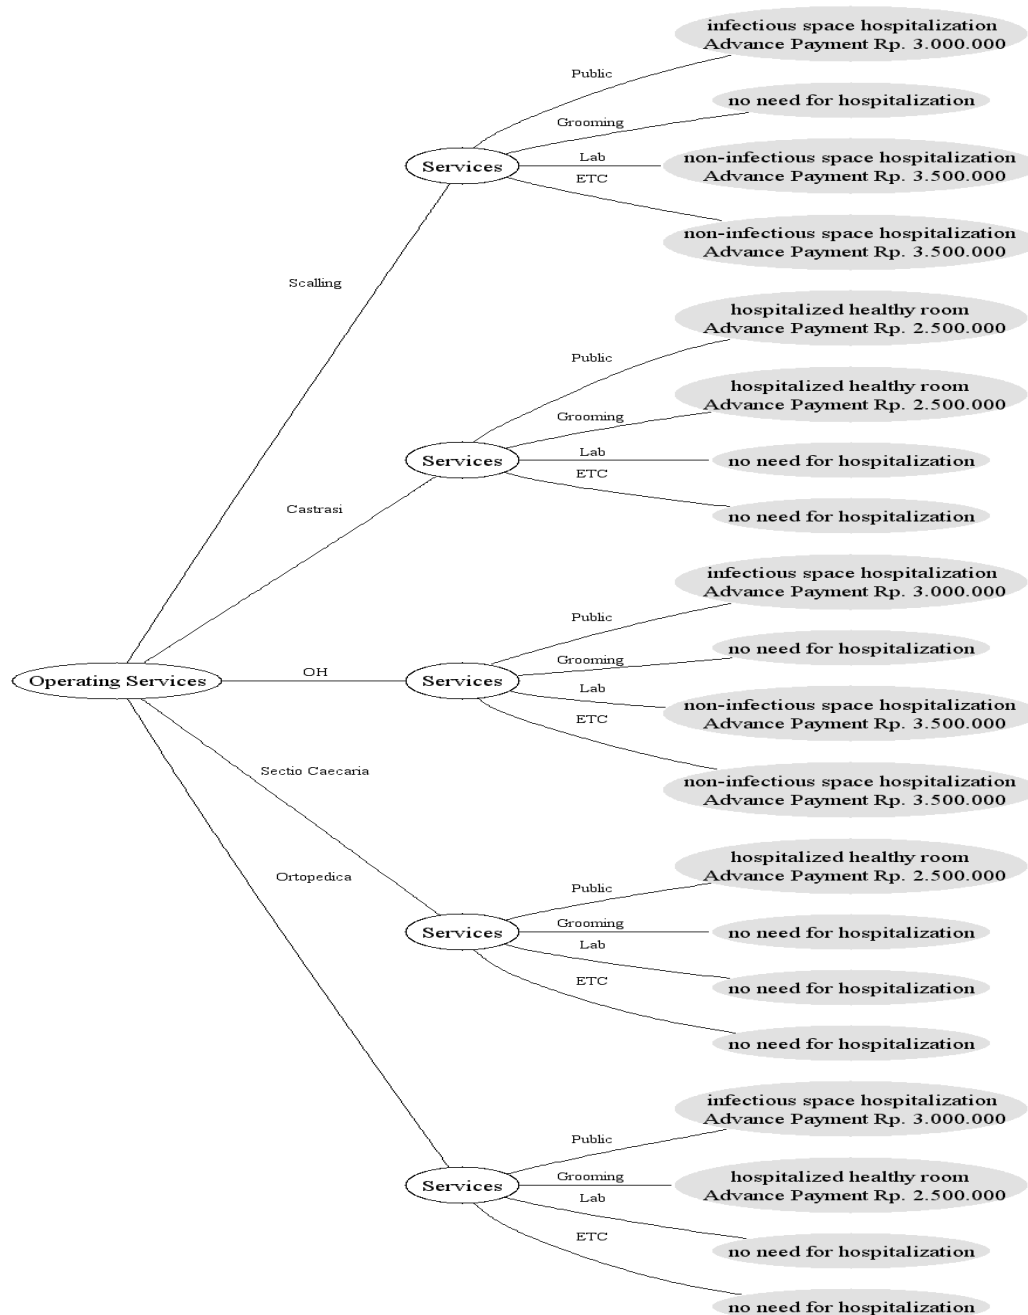 infectious space hospitalization
Advance Payment Rp. 3.000.000
Public
no need for hospitalization
Grooming
Services
Lab
non-infectious space hospitalization
Advance Payment Rp. 3.500.000
ETC
non-infectious space hospitalization
Advance Payment Rp. 3.500.000
Scalling
hospitalized healthy room
Advance Payment Rp. 2.500.000
Public
hospitalized healthy room
Advance Payment Rp. 2.500.000
Grooming
Services
Lab
no need for hospitalization
ETC
no need for hospitalization
Castrasi
infectious space hospitalization
Advance Payment Rp. 3.000.000
Public
no need for hospitalization
Grooming
Operating Services
OH
Services
Lab
non-infectious space hospitalization
Advance Payment Rp. 3.500.000
ETC
non-infectious space hospitalization
Advance Payment Rp. 3.500.000
Sectio Caecaria
hospitalized healthy room
Advance Payment Rp. 2.500.000
Ortopedica
Public
Grooming
Services
no need for hospitalization
Lab
no need for hospitalization
ETC
no need for hospitalization
infectious space hospitalization
Advance Payment Rp. 3.000.000
Public
Grooming
Services
hospitalized healthy room
Advance Payment Rp. 2.500.000
Lab
no need for hospitalization
ETC
no need for hospitalization